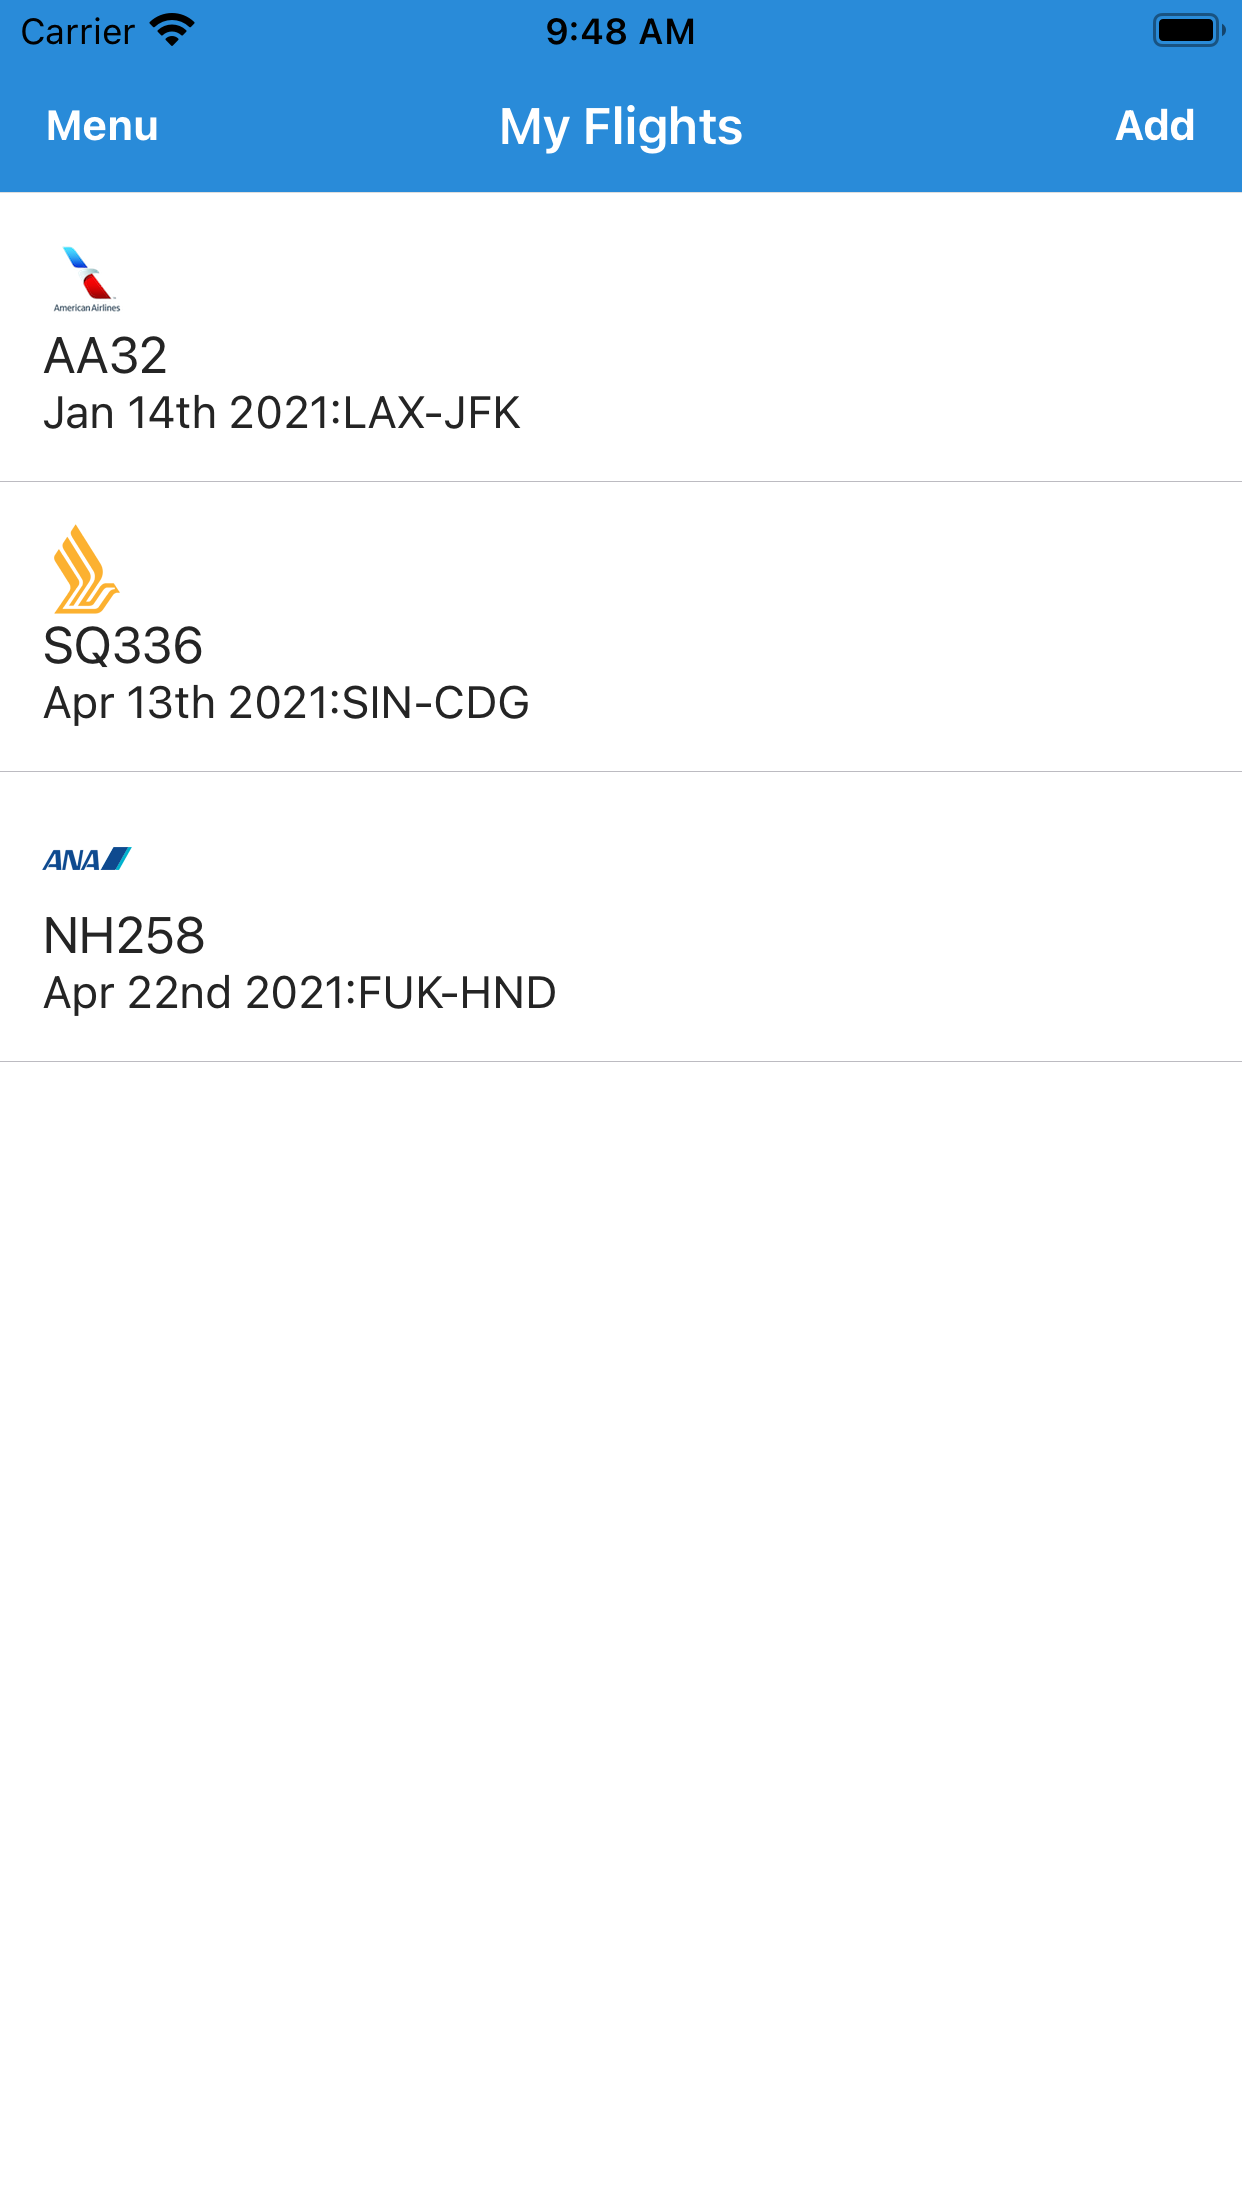 Carrier 9:48 AM
Menu My Flights Add
American Airlines
AA32
Jan 14th 2021:LAX-JFK
SQ336
Apr 13th 2021:SIN-CDG
ANA
NH258
Apr 22nd 2021:FUK-HND